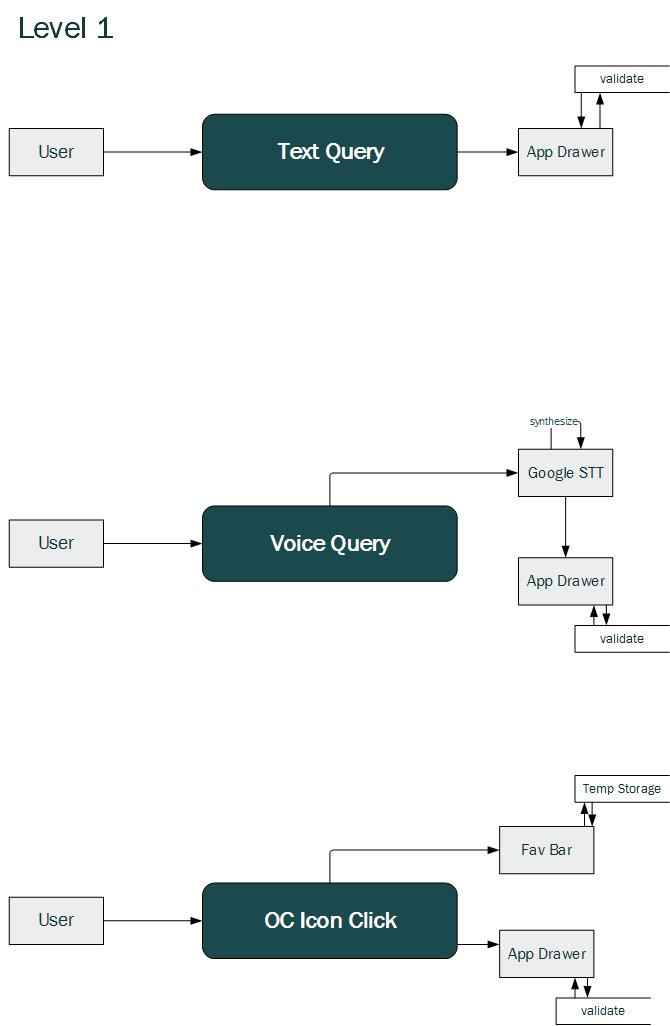 Level 1
validate
User
Text Query
App Drawer
synthesize
Google STT
User
Voice Query
App Drawer
validate
Temp Storage
Fav Bar
User
OC Icon Click
App Drawer
validate